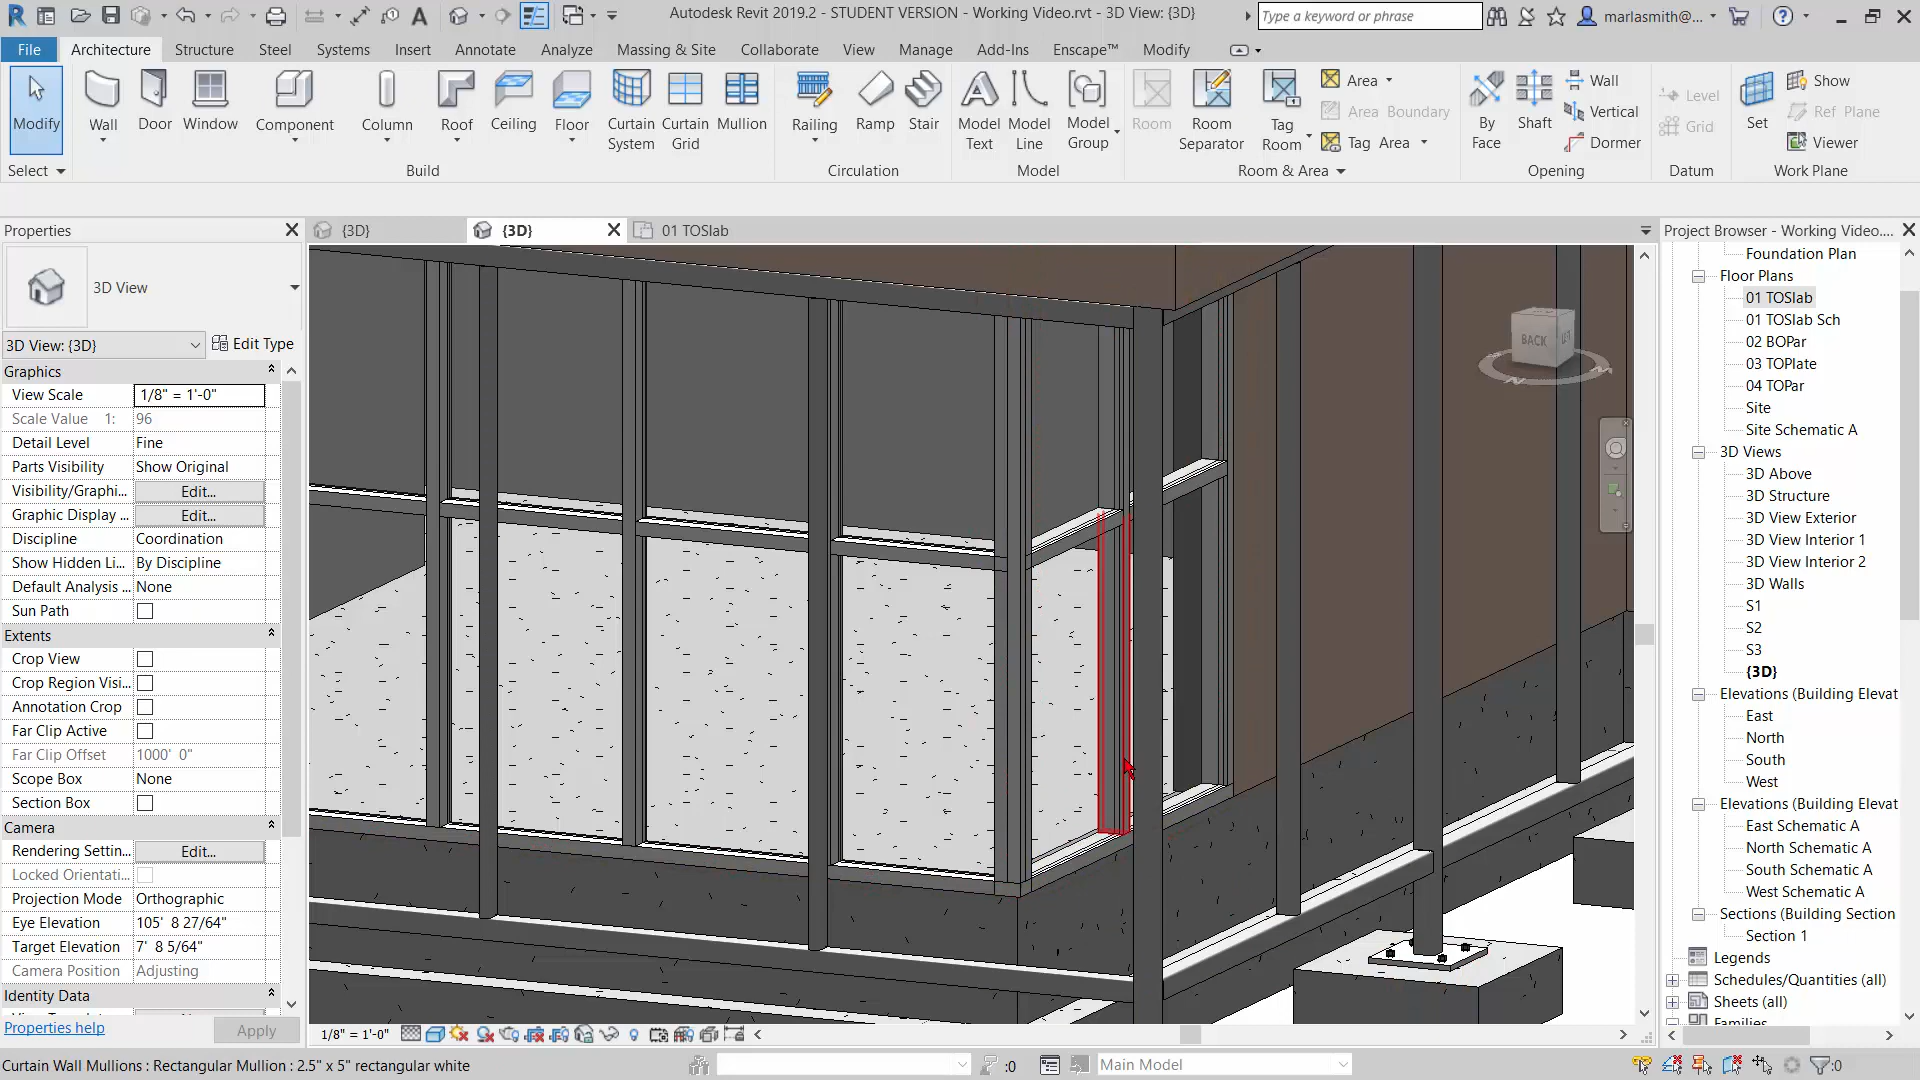 Autodesk Revit 2019.2 - STUDENT VERSION - Working Video.rvt - 3D View: {3D}
Type a keyword or phrase
marlasmith@...
File Architecture Structure Steel Systems Insert Annotate Analyze Massing & Site Collaborate View Manage Add-Ins Enscape™ Modify
Modify
Wall
Door
Window
Component
Column
Roof
Ceiling
Floor
Curtain System
Curtain Grid
Mullion
Railing
Ramp
Stair
Model Text
Model Line
Model Group
Room
Room Separator
Tag Room
Area
Area Boundary
Tag Area
By Face
Shaft
Wall
Vertical
Dormer
Level
Grid
Set
Show
Ref Plane
Viewer
Select Build Circulation Model Room & Area Opening Datum Work Plane
Properties
{3D} {3D} 01 TOSlab
Project Browser - Working Video....
3D View
3D View: {3D} Edit Type
Graphics
View Scale 1/8" = 1'-0"
Scale Value 1: 96
Detail Level Fine
Parts Visibility Show Original
Visibility/Graphi... Edit...
Graphic Display ... Edit...
Discipline Coordination
Show Hidden Li... By Discipline
Default Analysis ... None
Sun Path
Extents
Crop View
Crop Region Visi...
Annotation Crop
Far Clip Active
Far Clip Offset 1000' 0"
Scope Box None
Section Box
Camera
Rendering Settin... Edit...
Locked Orientati...
Projection Mode Orthographic
Eye Elevation 105' 8 27/64"
Target Elevation 7' 8 5/64"
Camera Position Adjusting
Identity Data
Properties help Apply
BACK
Foundation Plan
Floor Plans
01 TOSlab
01 TOSlab Sch
02 BOPar
03 TOPlate
04 TOPar
Site
Site Schematic A
3D Views
3D Above
3D Structure
3D View Exterior
3D View Interior 1
3D View Interior 2
3D Walls
S1
S2
S3
{3D}
Elevations (Building Elevat
East
North
South
West
Elevations (Building Elevat
East Schematic A
North Schematic A
South Schematic A
West Schematic A
Sections (Building Section
Section 1
Legends
Schedules/Quantities (all)
Sheets (all)
Families
1/8" = 1'-0"
Curtain Wall Mullions : Rectangular Mullion : 2.5" x 5" rectangular white
:0
Main Model
:0